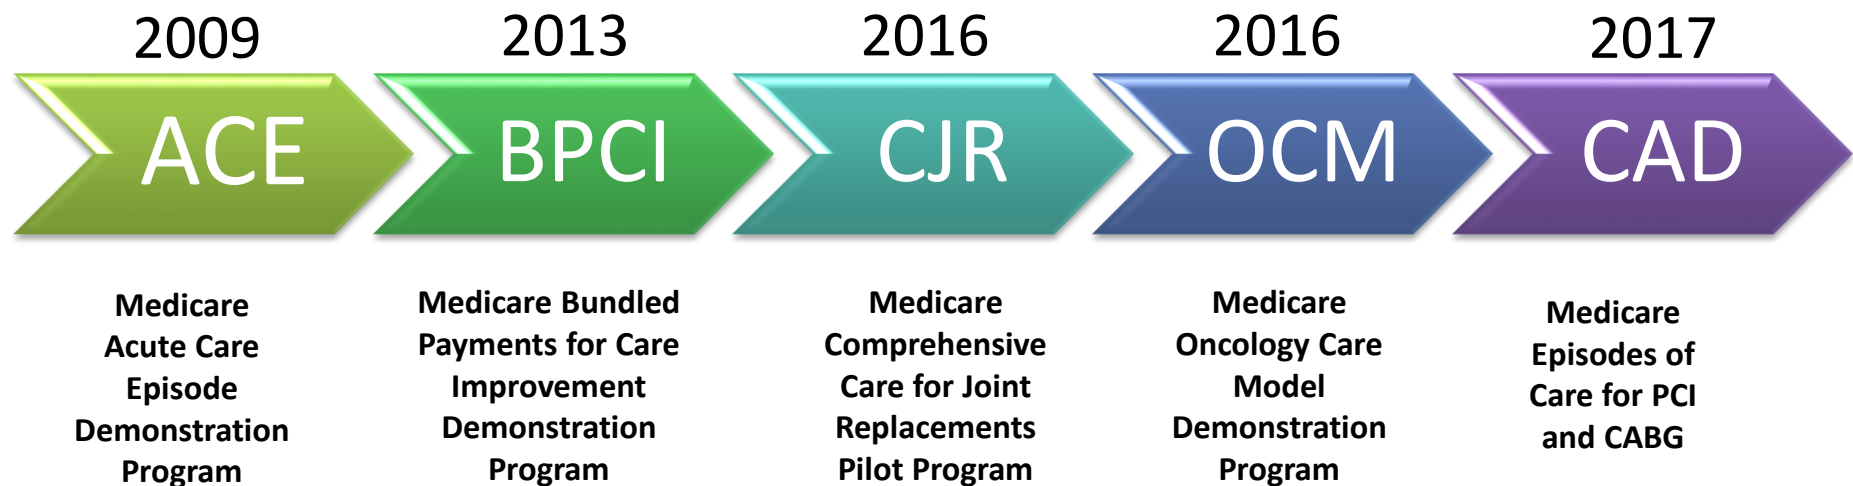 2009
ACE
Medicare
Acute Care
Episode
Demonstration
Program
2013
BPCI
Medicare Bundled
Payments for Care
Improvement
Demonstration
Program
2016
CJR
Medicare
Comprehensive
Care for Joint
Replacements
Pilot Program
2016
OCM
Medicare
Oncology Care
Model
Demonstration
Program
2017
CAD
Medicare
Episodes of
Care for PCI
and CABG